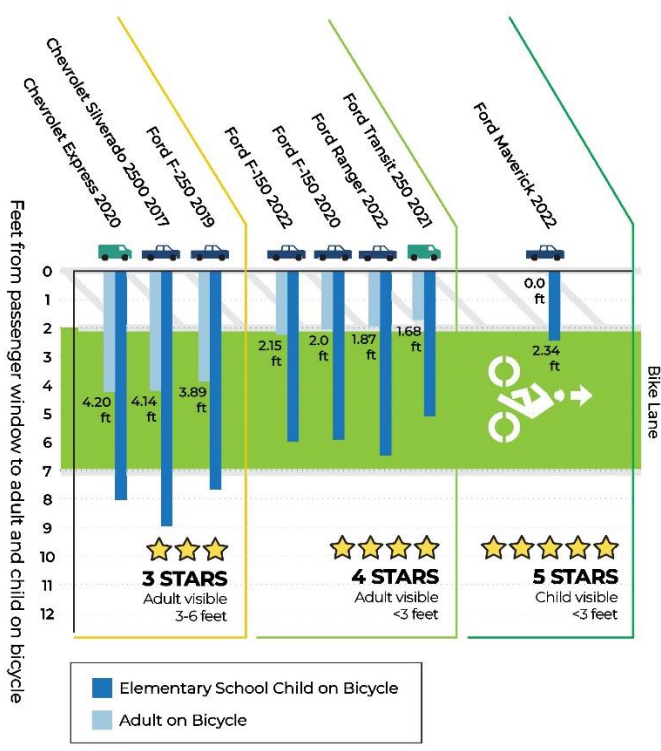 Chevrolet Express 2020
Chevrolet Silverado 2500 2017
Ford F-250 2019
Ford F-150 2022
Ford F-150 2020
Ford Ranger 2022
Ford Transit 250 2021
Ford Maverick 2022
Feet from passenger window to adult and child on bicycle
0
1
2
3
4
5
6
7
8
9
10
11
12
4.20
ft
4.14
ft
3.89
ft
2.15
ft
2.0
ft
1.87
ft
1.68
ft
0.0
ft
2.34
ft
Bike Lane
3 STARS
Adult visible
3-6 feet
4 STARS
Adult visible
<3 feet
5 STARS
Child visible
<3 feet
Elementary School Child on Bicycle
Adult on Bicycle